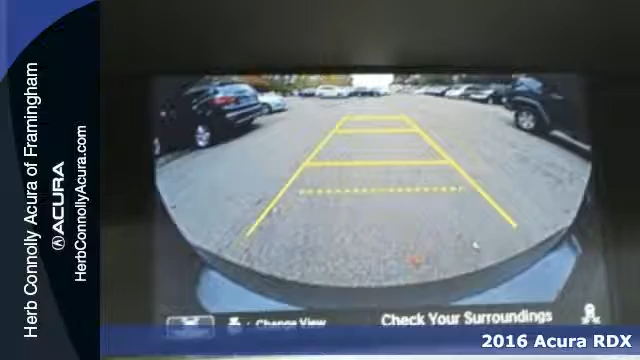 Herb Connolly Acura of Framingham
ACURA
HerbConnollyAcura.com
: Change View
Check Your Surroundings
2016 Acura RDX